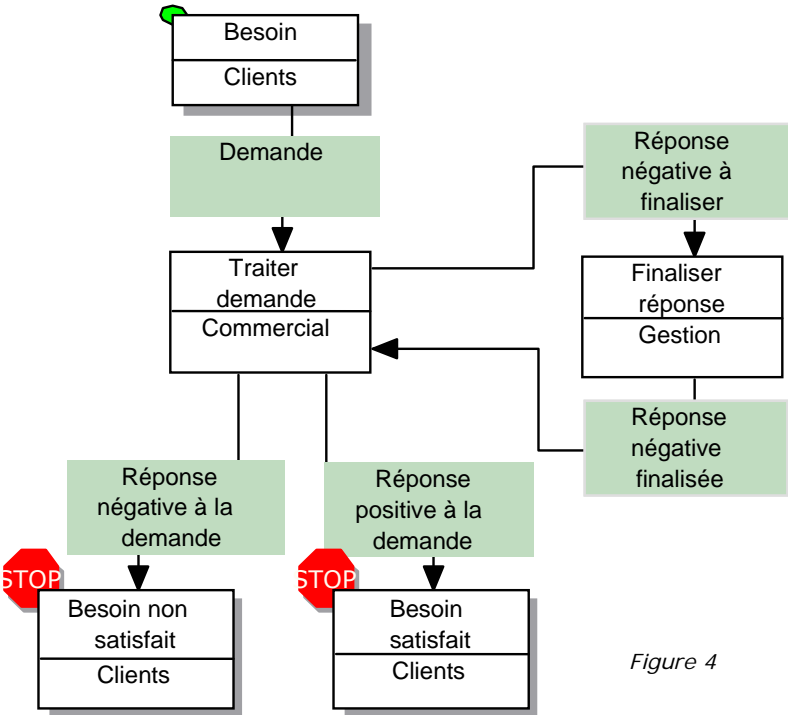 Besoin
Clients
Demande
Réponse
négative à
finaliser
Traiter
demande
Commercial
Finaliser
réponse
Gestion
Réponse
négative
finalisée
Réponse
négative à la
demande
Réponse
positive à la
demande
STOP
Besoin non
satisfait
Clients
STOP
Besoin
satisfait
Clients
Figure 4